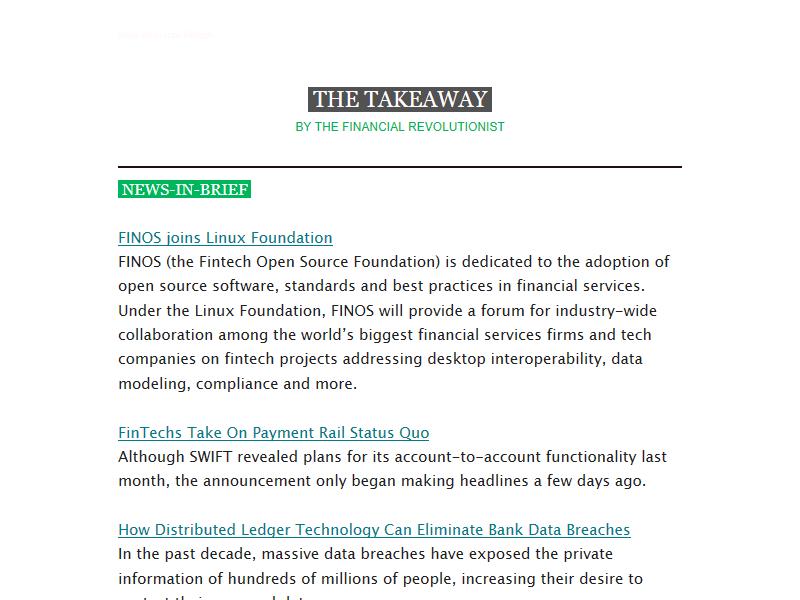 THE TAKEAWAY
BY THE FINANCIAL REVOLUTIONIST
NEWS-IN-BRIEF
FINOS joins Linux Foundation
FINOS (the Fintech Open Source Foundation) is dedicated to the adoption of
open source software, standards and best practices in financial services.
Under the Linux Foundation, FINOS will provide a forum for industry-wide
collaboration among the world’s biggest financial services firms and tech
companies on fintech projects addressing desktop interoperability, data
modeling, compliance and more.
FinTechs Take On Payment Rail Status Quo
Although SWIFT revealed plans for its account-to-account functionality last
month, the announcement only began making headlines a few days ago.
How Distributed Ledger Technology Can Eliminate Bank Data Breaches
In the past decade, massive data breaches have exposed the private
information of hundreds of millions of people, increasing their desire to